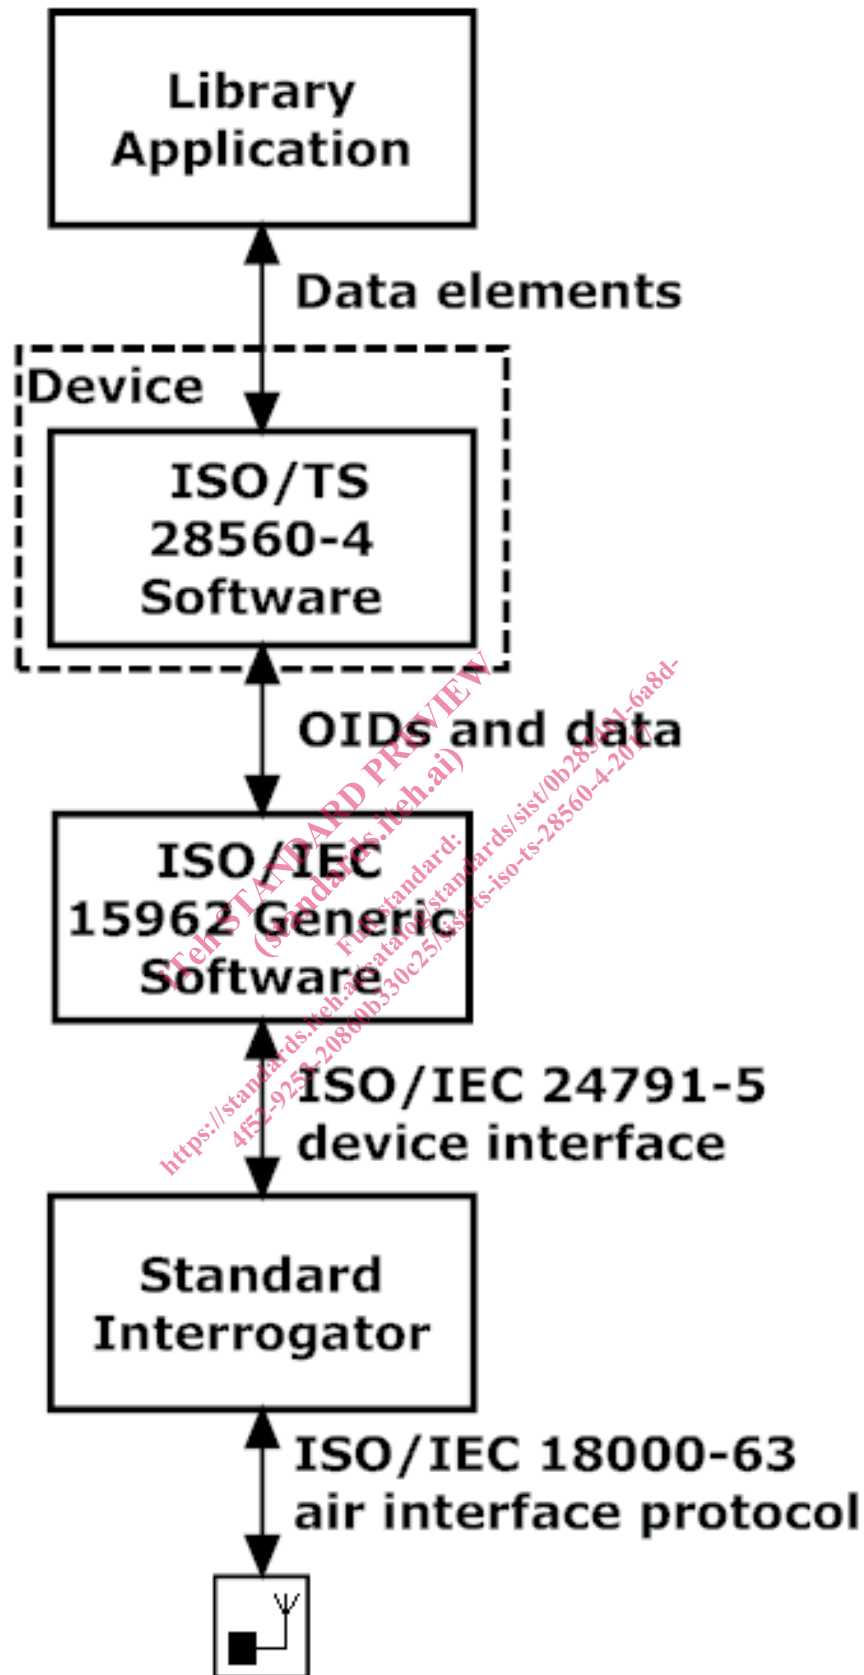 Library
Application
Data elements
Device
ISO/TS
28560-4
Software
OIDs and data
ISO/IEC
15962 Generic
Software
ISO/IEC 24791-5
device interface
Standard
Interrogator
ISO/IEC 18000-63
air interface protocol
iTeh STANDARD PREVIEW
(standards.iteh.ai)
Full standard: